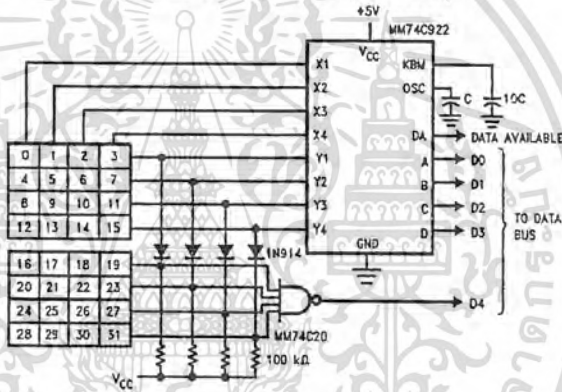 +5V
MM74C922
VCC
X1
X2
X3
X4
Y1
Y2
Y3
Y4
KBM
OSC
C
10C
DA
DATA AVAILABLE
A
D0
B
D1
C
D2
D
D3
TO DATA
BUS
GND
0 1 2 3
4 5 6 7
8 9 10 11
12 13 14 15
1N914
16 17 18 19
20 21 22 23
24 25 26 27
28 29 30 31
D4
MM74C20
100 kΩ
VCC